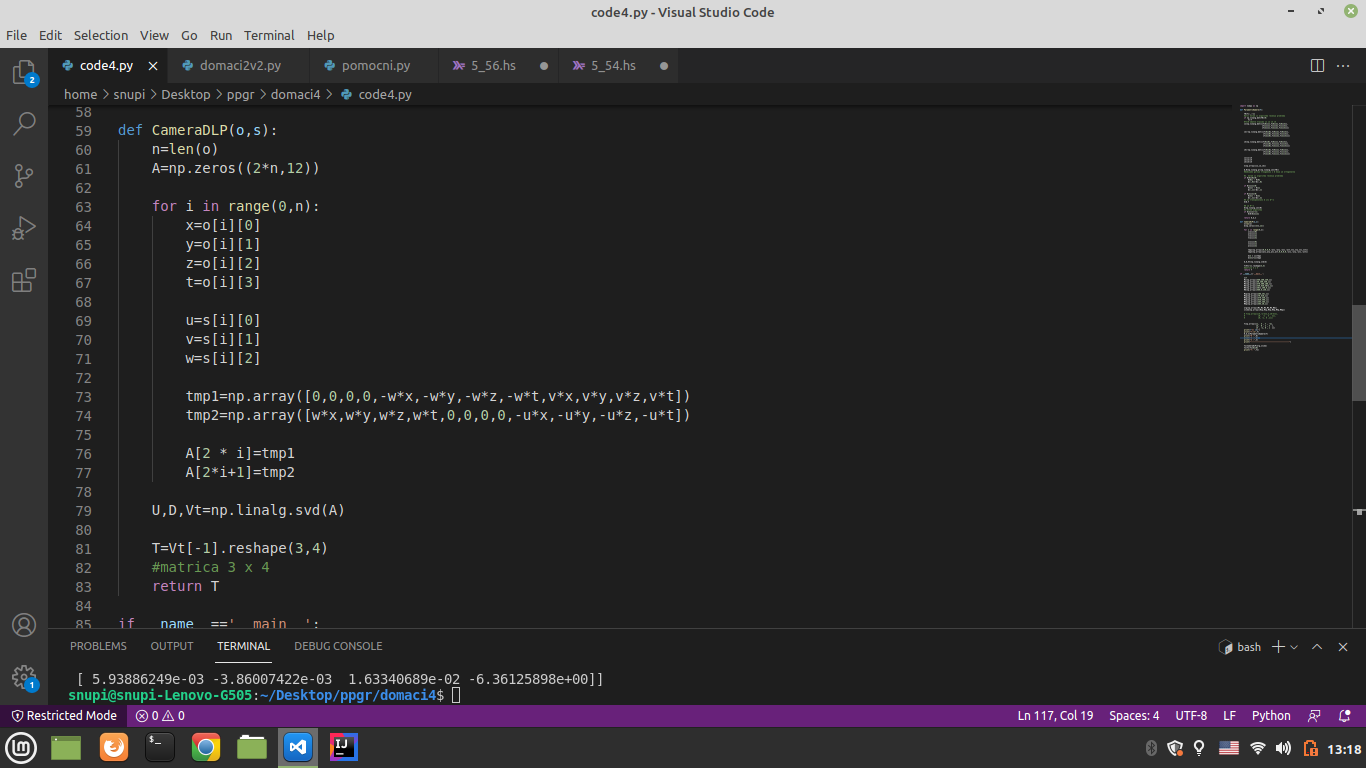 code4.py - Visual Studio Code
File Edit Selection View Go Run Terminal Help
code4.py domaci2v2.py pomocni.py 5_56.hs 5_54.hs
home > snupi > Desktop > ppgr > domaci4 > code4.py
58
59 def CameraDLP(o,s):
60 n=len(o)
61 A=np.zeros((2*n,12))
62
63 for i in range(0,n):
64 x=o[i][0]
65 y=o[i][1]
66 z=o[i][2]
67 t=o[i][3]
68
69 u=s[i][0]
70 v=s[i][1]
71 w=s[i][2]
72
73 tmp1=np.array([0,0,0,0,-w*x,-w*y,-w*z,-w*t,v*x,v*y,v*z,v*t])
74 tmp2=np.array([w*x,w*y,w*z,w*t,0,0,0,0,-u*x,-u*y,-u*z,-u*t])
75
76 A[2 * i]=tmp1
77 A[2*i+1]=tmp2
78
79 U,D,Vt=np.linalg.svd(A)
80
81 T=Vt[-1].reshape(3,4)
82 #matrica 3 x 4
83 return T
84
85 if __name__=='__main__':
PROBLEMS OUTPUT TERMINAL DEBUG CONSOLE bash
[ 5.93886249e-03 -3.86007422e-03 1.63340689e-02 -6.36125898e+00]]
snupi@snupi-Lenovo-G505:~/Desktop/ppgr/domaci4$
Restricted Mode 0 0 Ln 117, Col 19 Spaces: 4 UTF-8 LF Python
13:18